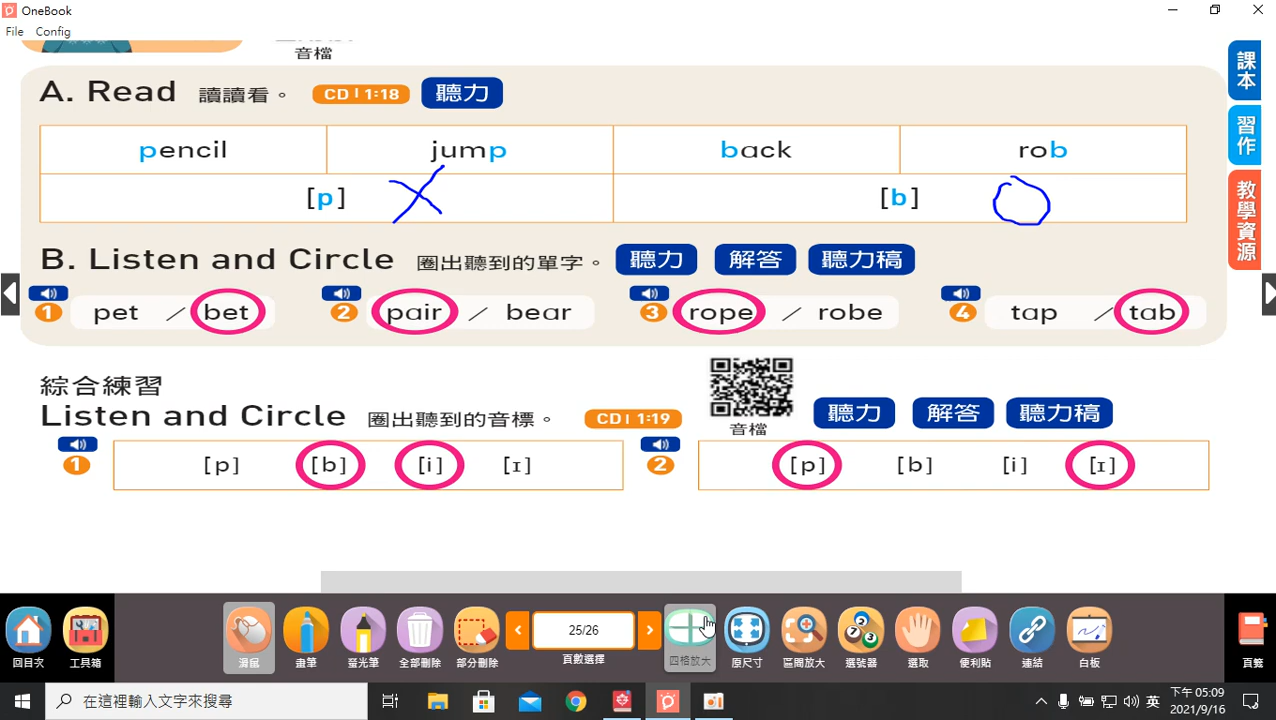 OneBook
File Config
音檔
A. Read 讀讀看。 CD 1:18 聽力
pencil jump back rob
[p] [b]
B. Listen and Circle 圈出聽到的單字。 聽力 解答 聽力稿
1 pet / bet 2 pair / bear 3 rope / robe 4 tap / tab
綜合練習
Listen and Circle 圈出聽到的音標。 CD 1:19 音檔 聽力 解答 聽力稿
1 [p] [b] [i] [ɪ] 2 [p] [b] [i] [ɪ]
課本
習作
教學資源
回目次 工具箱 滑鼠 畫筆 螢光筆 全部刪除 部分刪除 25/26 頁數選擇 四格放大 原尺寸 區間放大 選號器 選取 便利貼 連結 白板 頁籤
在這裡輸入文字來搜尋 英 下午 05:09
2021/9/16